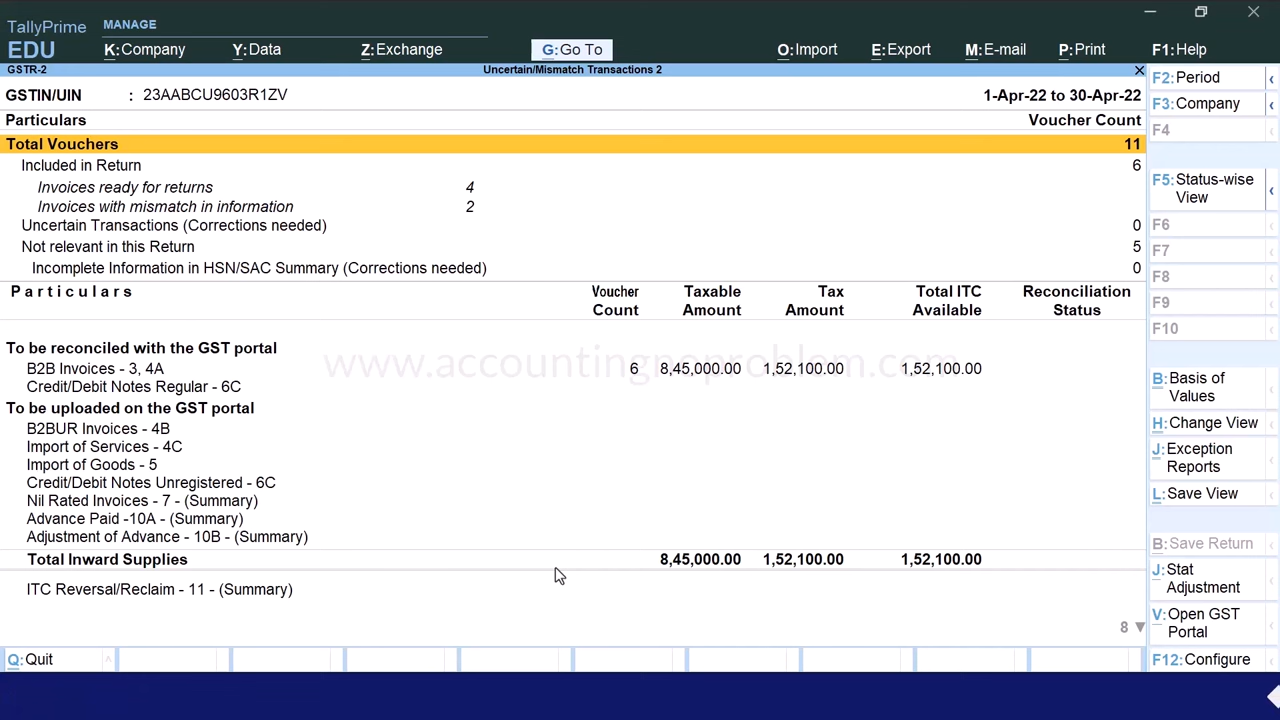 TallyPrime MANAGE
EDU K:Company Y:Data Z:Exchange G:Go To O:Import E:Export M:E-mail P:Print F1:Help
GSTR-2 Uncertain/Mismatch Transactions 2
GSTIN/UIN : 23AABCU9603R1ZV 1-Apr-22 to 30-Apr-22
Particulars Voucher Count
Total Vouchers 11
Included in Return 6
Invoices ready for returns 4
Invoices with mismatch in information 2
Uncertain Transactions (Corrections needed) 0
Not relevant in this Return 5
Incomplete Information in HSN/SAC Summary (Corrections needed) 0
Particulars Voucher Count Taxable Amount Tax Amount Total ITC Available Reconciliation Status
To be reconciled with the GST portal
www.accountingnoproblem.com
B2B Invoices - 3, 4A 6 8,45,000.00 1,52,100.00 1,52,100.00
Credit/Debit Notes Regular - 6C
To be uploaded on the GST portal
B2BUR Invoices - 4B
Import of Services - 4C
Import of Goods - 5
Credit/Debit Notes Unregistered - 6C
Nil Rated Invoices - 7 - (Summary)
Advance Paid -10A - (Summary)
Adjustment of Advance - 10B - (Summary)
Total Inward Supplies 8,45,000.00 1,52,100.00 1,52,100.00
ITC Reversal/Reclaim - 11 - (Summary)
8
Q:Quit
F2:Period
F3:Company
F4
F5:Status-wise
View
F6
F7
F8
F9
F10
B:Basis of
Values
H:Change View
J:Exception
Reports
L:Save View
B:Save Return
J:Stat
Adjustment
V:Open GST
Portal
F12:Configure